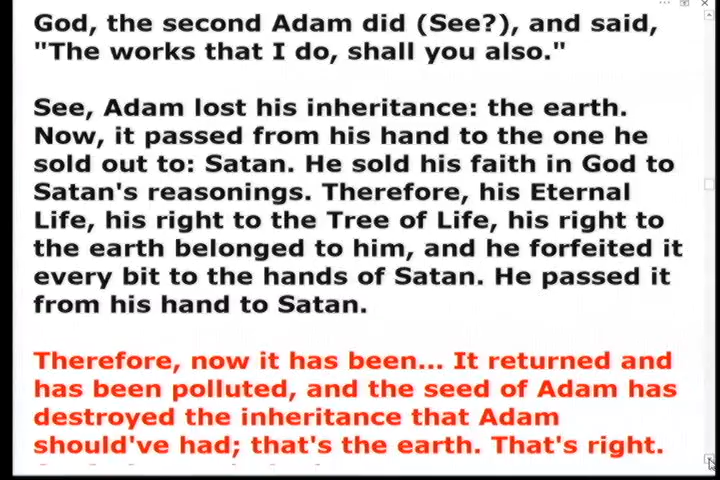 God, the second Adam did (See?), and said,
"The works that I do, shall you also."
See, Adam lost his inheritance: the earth.
Now, it passed from his hand to the one he
sold out to: Satan. He sold his faith in God to
Satan's reasonings. Therefore, his Eternal
Life, his right to the Tree of Life, his right to
the earth belonged to him, and he forfeited it
every bit to the hands of Satan. He passed it
from his hand to Satan.
Therefore, now it has been... It returned and
has been polluted, and the seed of Adam has
destroyed the inheritance that Adam
should've had; that's the earth. That's right.